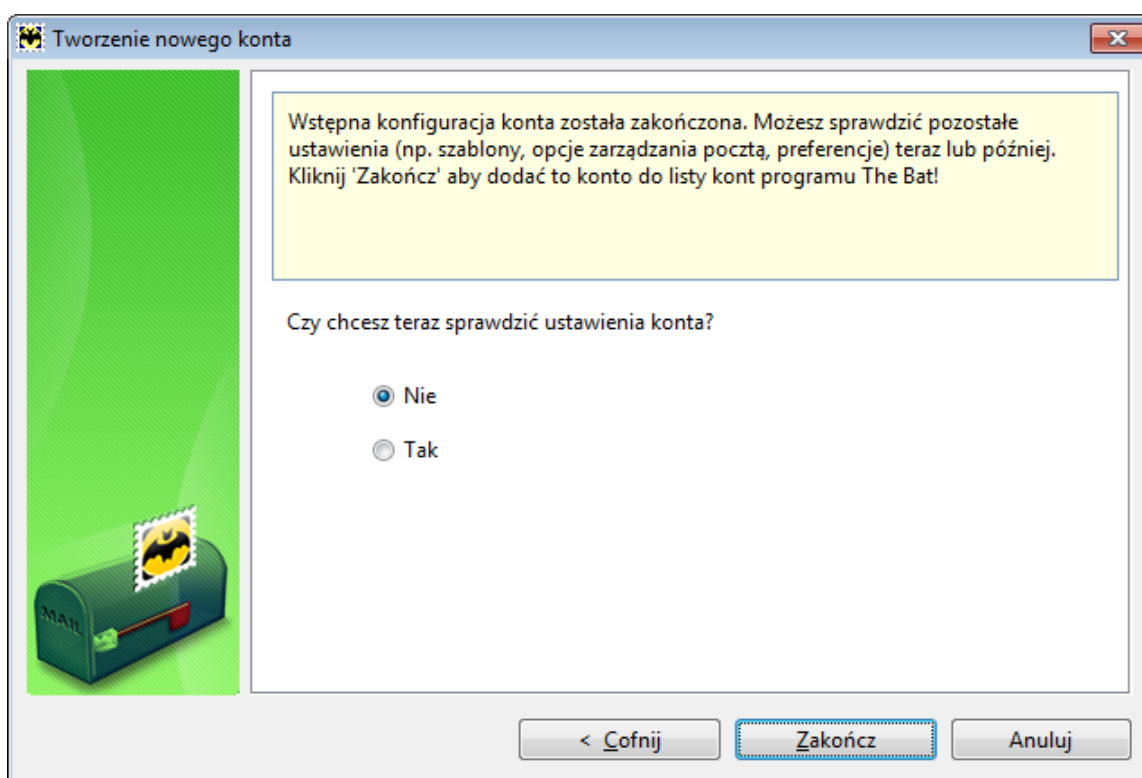 Tworzenie nowego konta
Wstępna konfiguracja konta została zakończona. Możesz sprawdzić pozostałe
ustawienia (np. szablony, opcje zarządzania pocztą, preferencje) teraz lub później.
Kliknij 'Zakończ' aby dodać to konto do listy kont programu The Bat!
Czy chcesz teraz sprawdzić ustawienia konta?
Nie
Tak
MAIL
< Cofnij
Zakończ
Anuluj